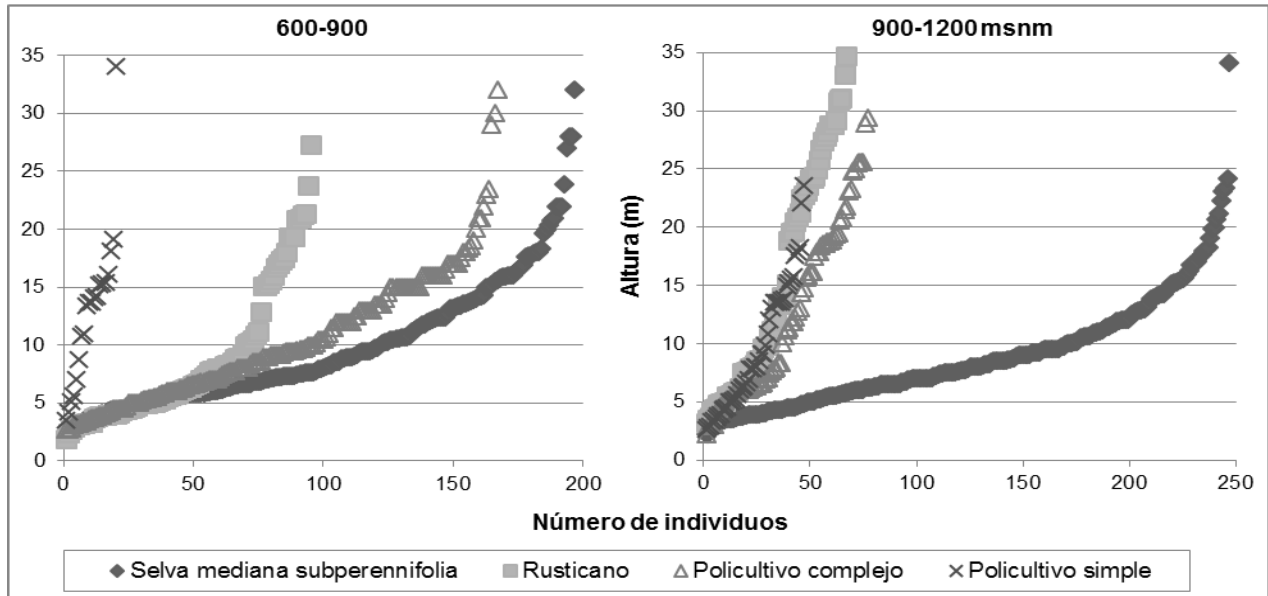 600-900
900-1200 msnm
35
30
25
20
15
10
5
0
0 50 100 150 200
Altura (m)
35
30
25
20
15
10
5
0
0 50 100 150 200 250
Número de individuos
Selva mediana subperennifolia Rusticano Policultivo complejo Policultivo simple